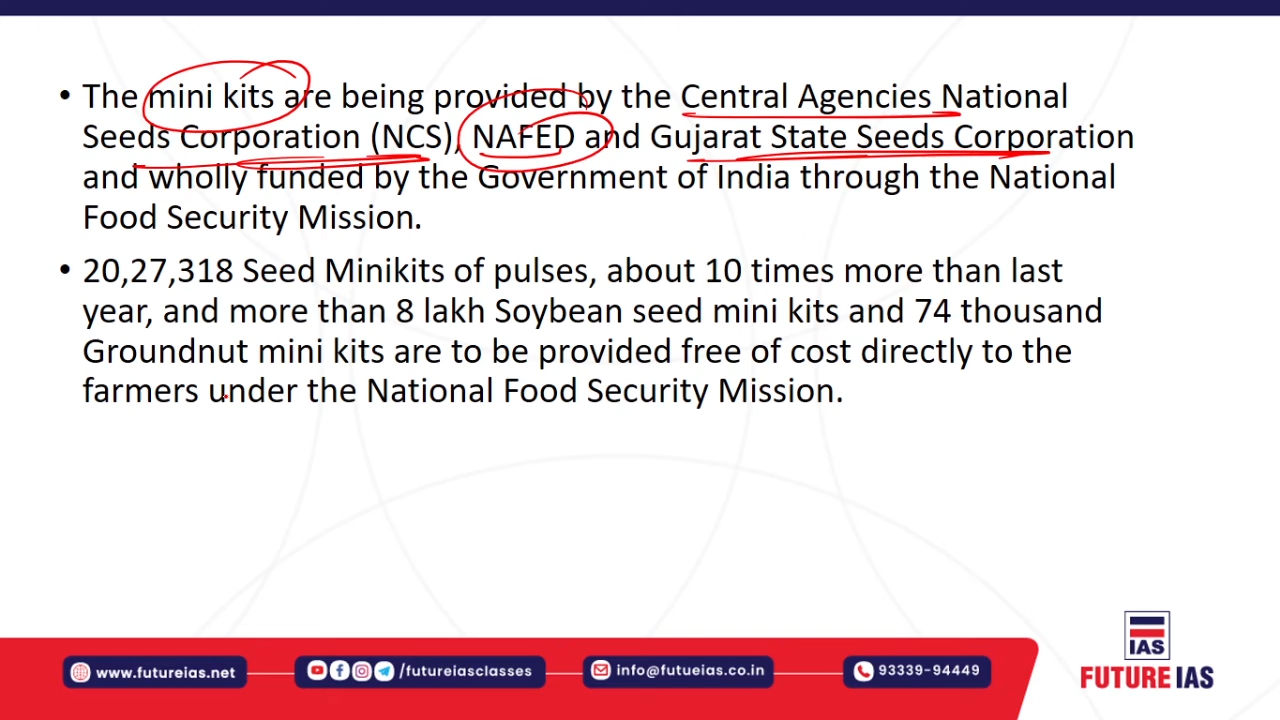 • The mini kits are being provided by the Central Agencies National
Seeds Corporation (NCS), NAFED and Gujarat State Seeds Corporation
and wholly funded by the Government of India through the National
Food Security Mission.
• 20,27,318 Seed Minikits of pulses, about 10 times more than last
year, and more than 8 lakh Soybean seed mini kits and 74 thousand
Groundnut mini kits are to be provided free of cost directly to the
farmers under the National Food Security Mission.
IAS
www.futureias.net
/futureiasclasses
info@futueias.co.in
93339-94449
FUTURE IAS